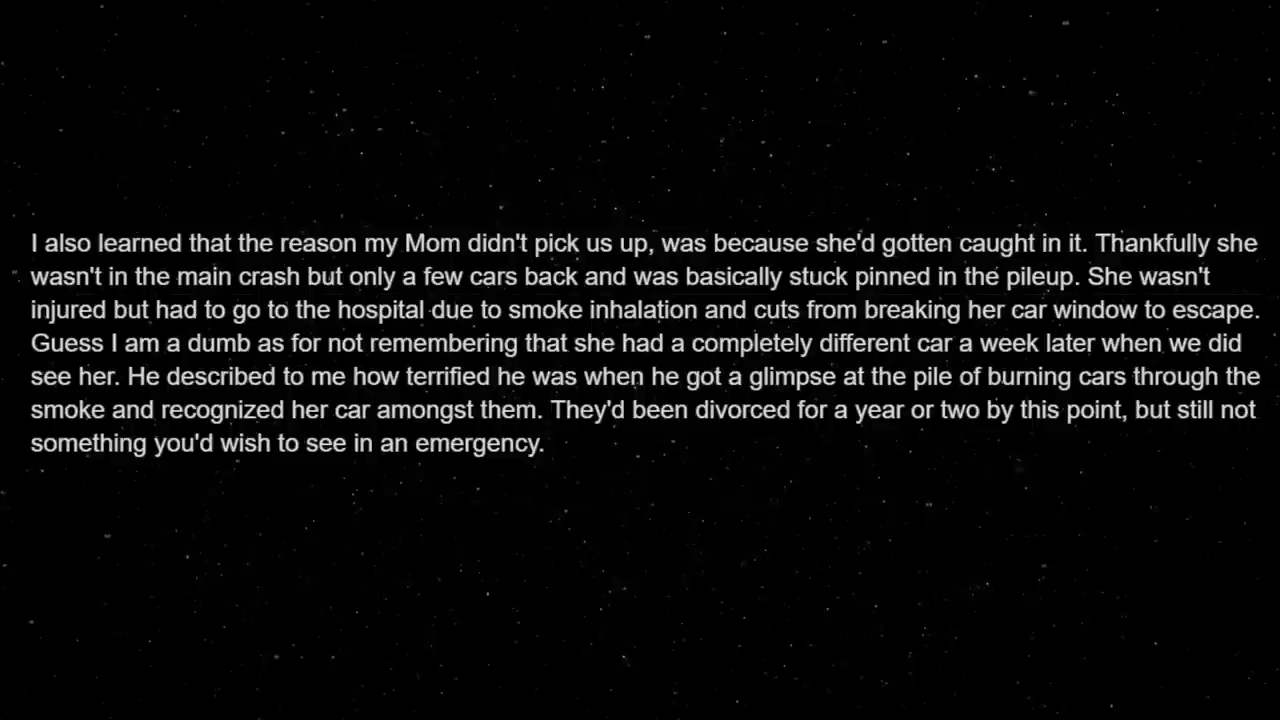 I also learned that the reason my Mom didn't pick us up, was because she'd gotten caught in it. Thankfully she
wasn't in the main crash but only a few cars back and was basically stuck pinned in the pileup. She wasn't
injured but had to go to the hospital due to smoke inhalation and cuts from breaking her car window to escape.
Guess I am a dumb as for not remembering that she had a completely different car a week later when we did
see her. He described to me how terrified he was when he got a glimpse at the pile of burning cars through the
smoke and recognized her car amongst them. They'd been divorced for a year or two by this point, but still not
something you'd wish to see in an emergency.